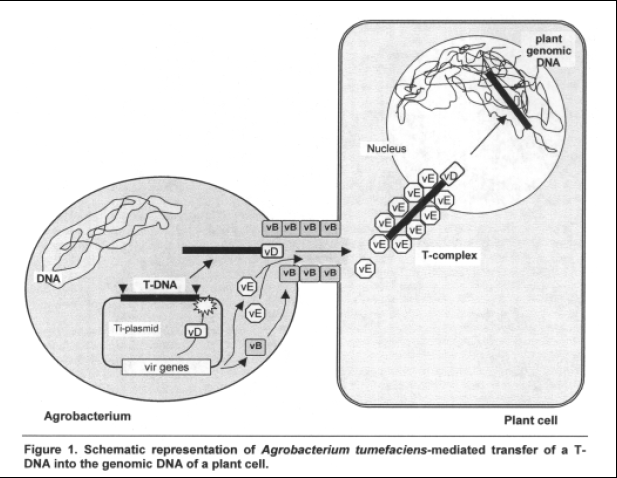 plant
genomic
DNA
Nucleus
vE vD
vE vE
vE vE
vE vE
vE vE
vE vE
T-complex
vB vB vB vB
vD
vE
vB vB vB
DNA
T-DNA
vE
vE
Ti-plasmid
vD
vB
vir genes
Agrobacterium
Plant cell
Figure 1. Schematic representation of Agrobacterium tumefaciens-mediated transfer of a T-
DNA into the genomic DNA of a plant cell.